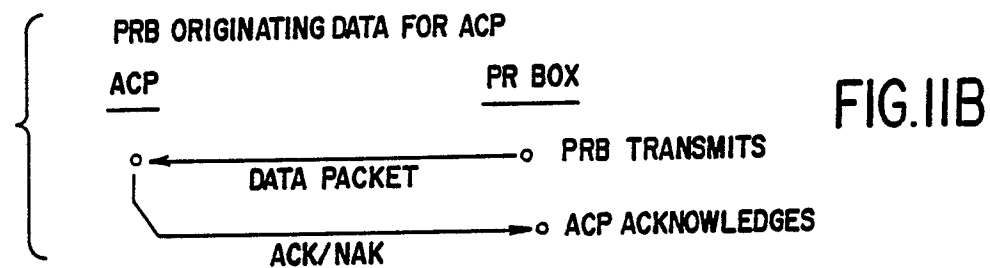 PRB ORIGINATING DATA FOR ACP
ACP
PR BOX
FIG.11B
PRB TRANSMITS
DATA PACKET
ACP ACKNOWLEDGES
ACK/NAK